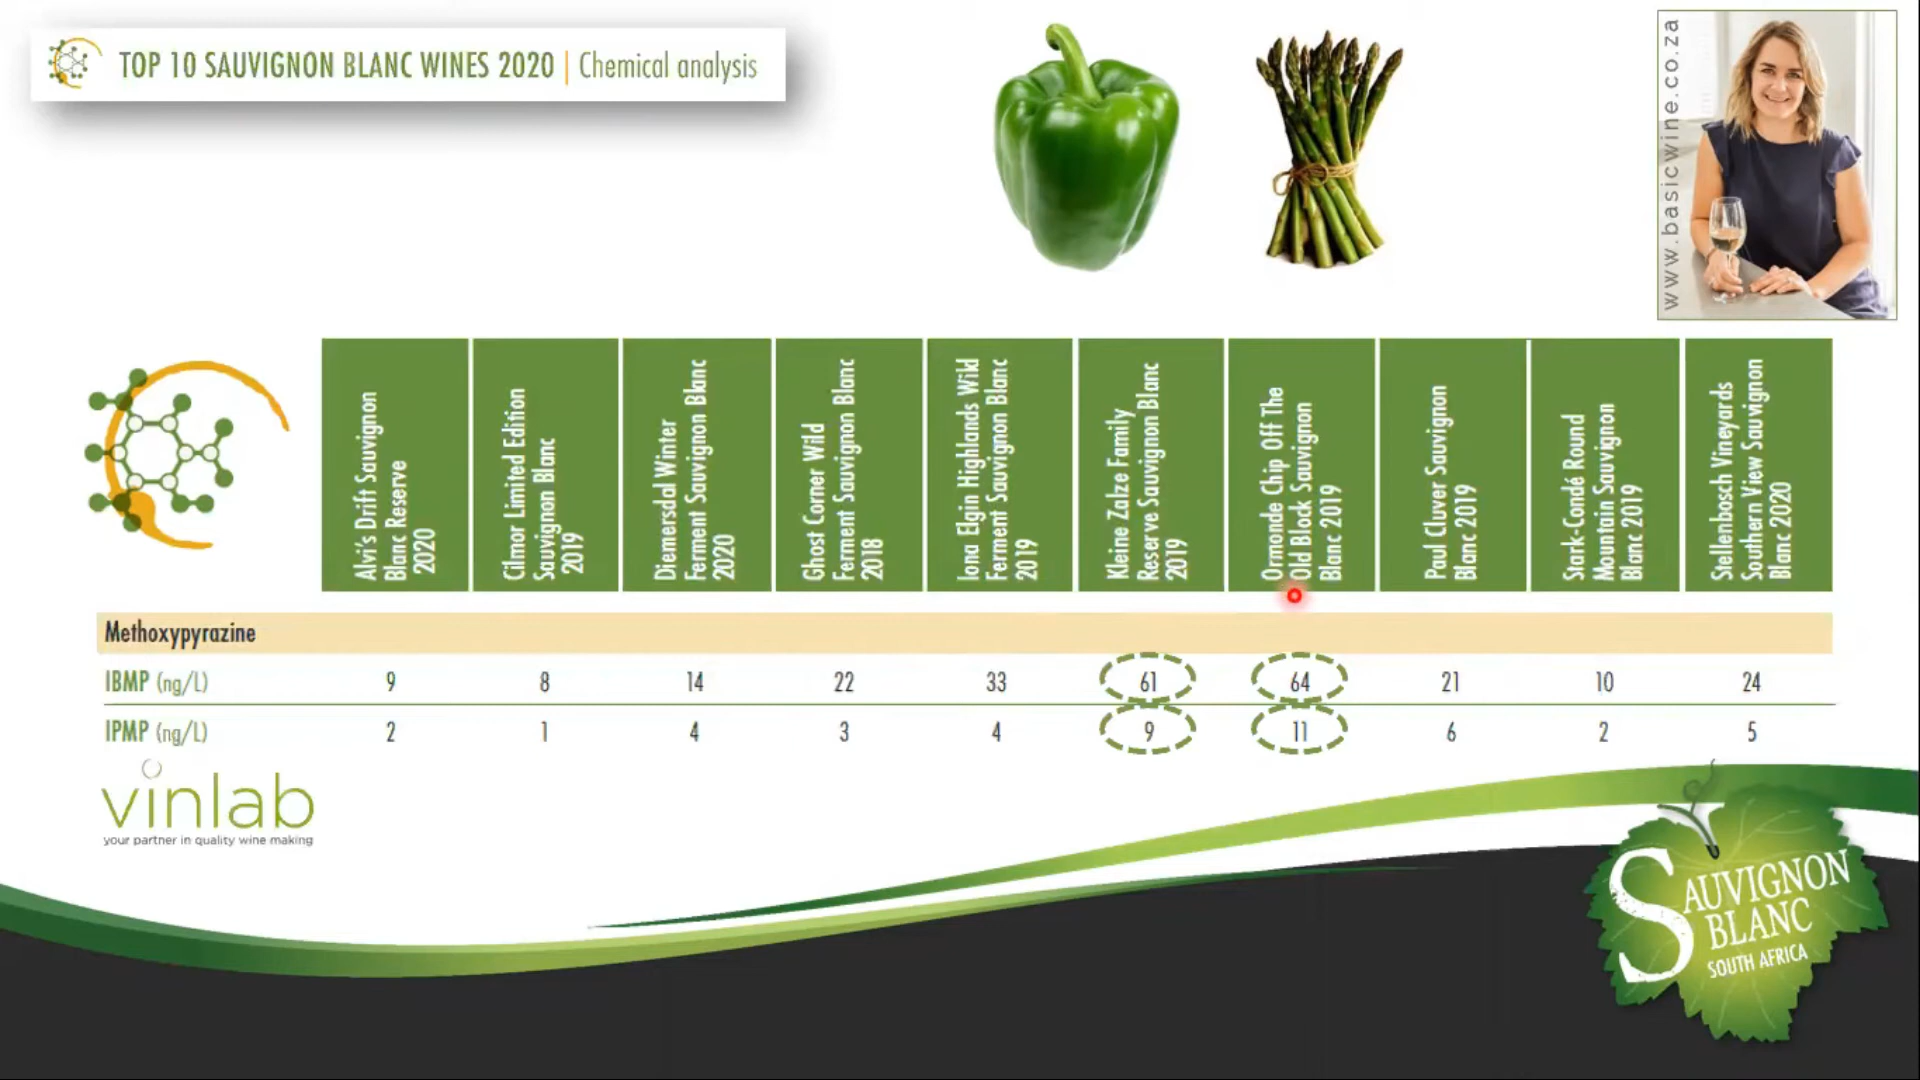 TOP 10 SAUVIGNON BLANC WINES 2020 | Chemical analysis
www.basicwine.co.za
Alvi's Drift Sauvignon
Blanc Reserve
2020
Cilmor Limited Edition
Sauvignon Blanc
2019
Diemersdal Winter
Ferment Sauvignon Blanc
2020
Ghost Corner Wild
Ferment Sauvignon Blanc
2018
Iona Elgin Highlands Wild
Ferment Sauvignon Blanc
2019
Kleine Zalze Family
Reserve Sauvignon Blanc
2019
Ormonde Chip Off The
Old Block Sauvignon
Blanc 2019
Paul Cluver Sauvignon
Blanc 2019
Stark-Condé Round
Mountain Sauvignon
Blanc 2019
Stellenbosch Vineyards
Southern View Sauvignon
Blanc 2020
Methoxypyrazine
IBMP (ng/L) 9 8 14 22 33 61 64 21 10 24
IPMP (ng/L) 2 1 4 3 4 9 11 6 2 5
vinlab
your partner in quality wine making
SAUVIGNON
BLANC
SOUTH AFRICA